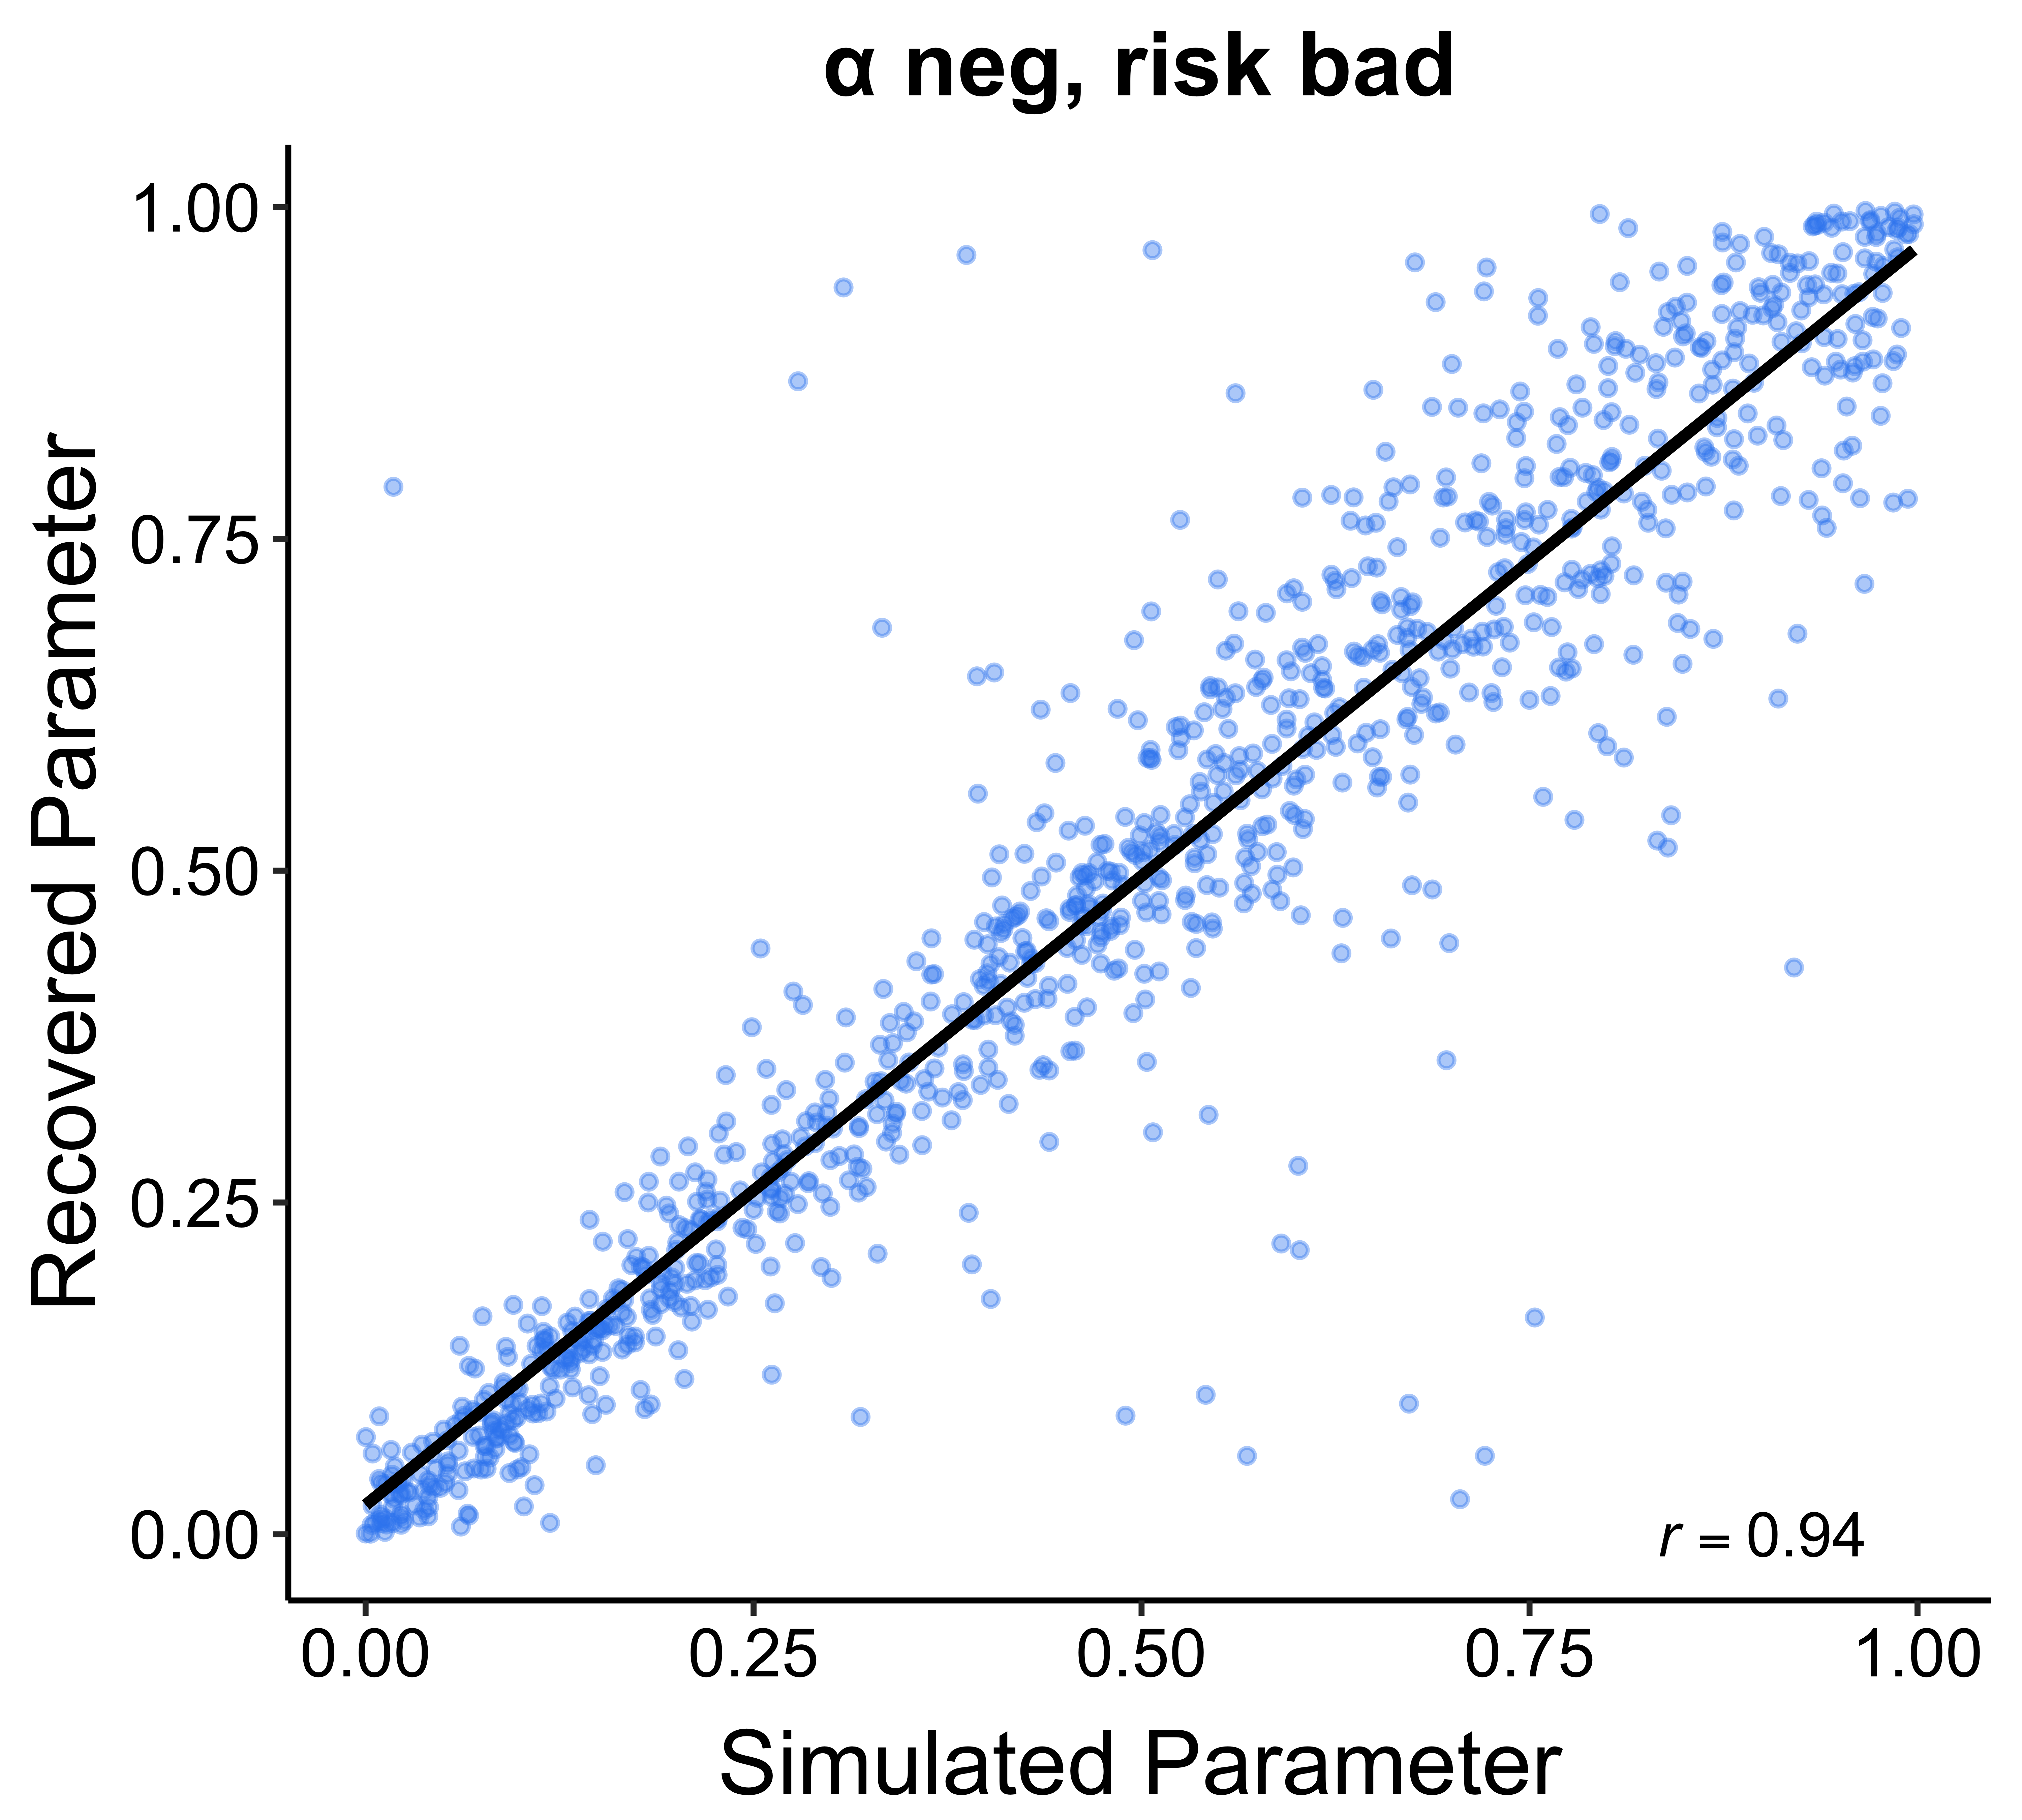 α neg, risk bad
Recovered Parameter
1.00
0.75
0.50
0.25
0.00
r = 0.94
0.00 0.25 0.50 0.75 1.00
Simulated Parameter